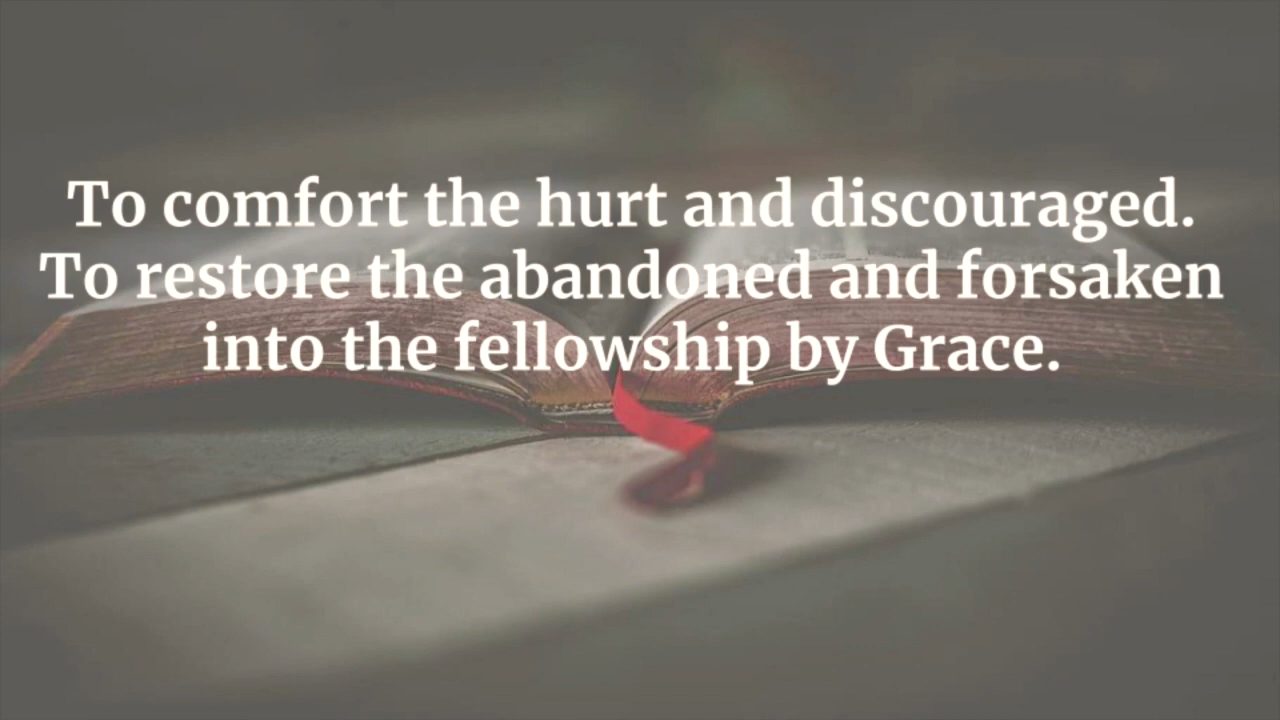 To comfort the hurt and discouraged.
To restore the abandoned and forsaken
into the fellowship by Grace.